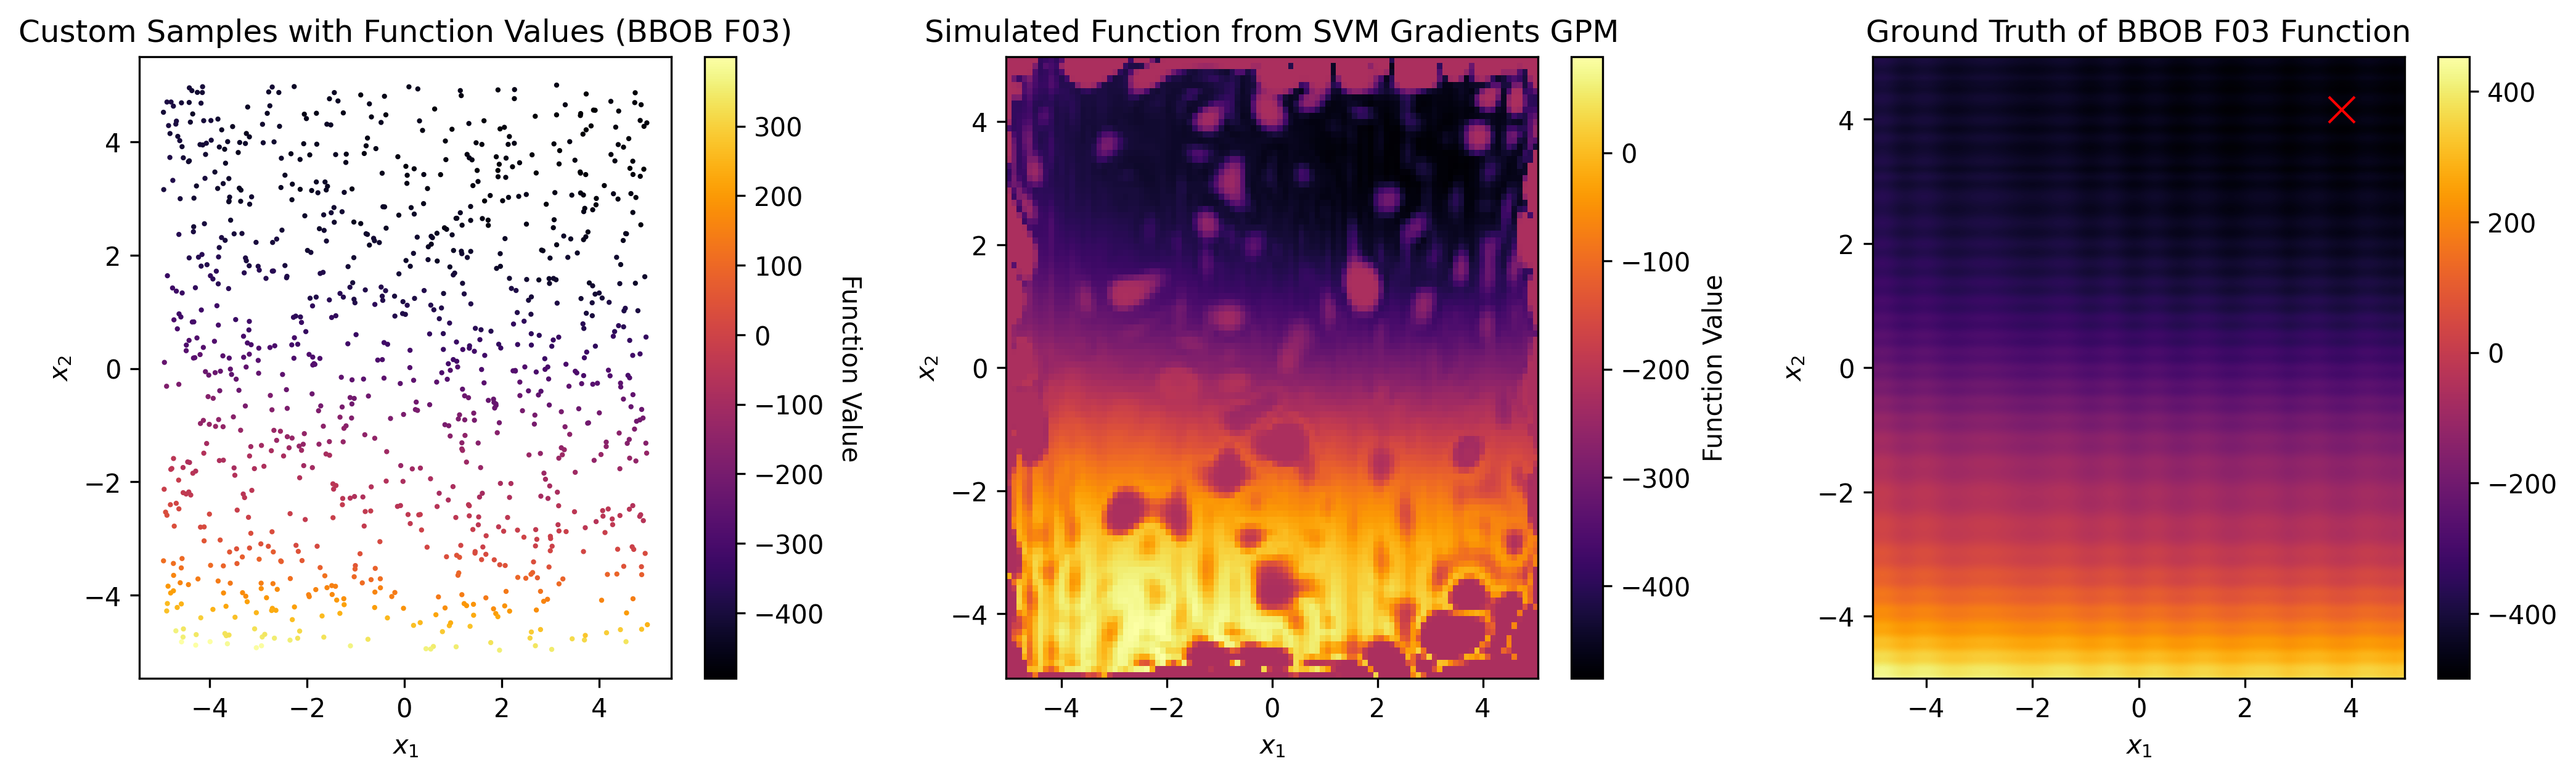 Custom Samples with Function Values (BBOB F03)
4
2
0
−2
−4
x₂
−4 −2 0 2 4
x₁
300
200
100
0
−100
−200
−300
−400
Function Value
Simulated Function from SVM Gradients GPM
4
2
0
−2
−4
x₂
−4 −2 0 2 4
x₁
0
−100
−200
−300
−400
Function Value
Ground Truth of BBOB F03 Function
4
2
0
−2
−4
x₂
−4 −2 0 2 4
x₁
400
200
0
−200
−400